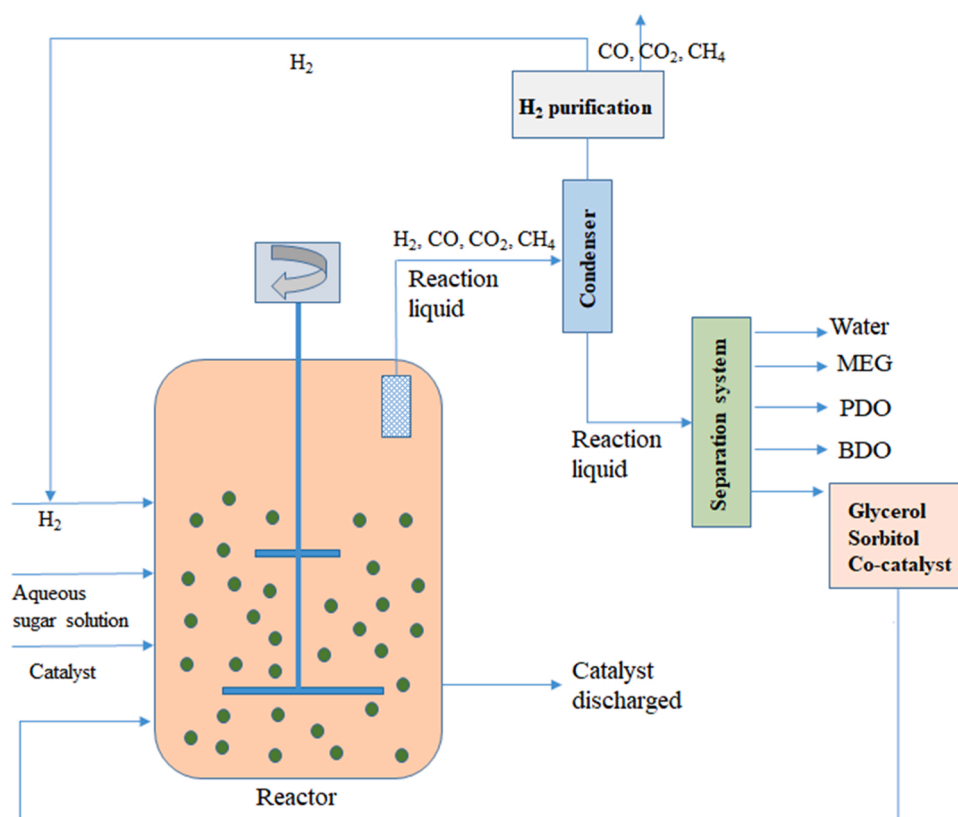 CO, CO₂, CH₄
H₂
H₂ purification
Condenser
H₂, CO, CO₂, CH₄
Reaction
liquid
Separation system
Water
MEG
PDO
BDO
Reaction
liquid
Glycerol
Sorbitol
Co-catalyst
H₂
Aqueous
sugar solution
Catalyst
Catalyst
discharged
Reactor